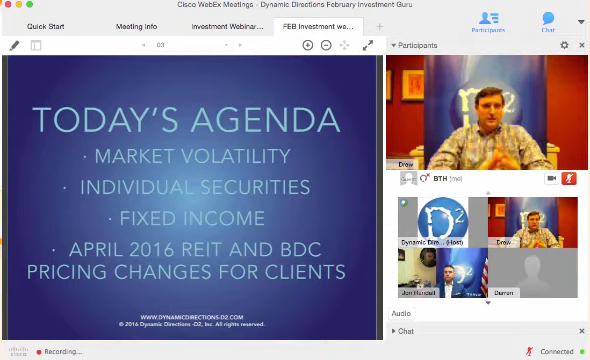 Cisco WebEx Meetings - Dynamic Directions February Investment Guru
Quick Start
Meeting Info
Investment Webinar...
FEB Investment we...
Participants
Chat
03
Participants
TODAY'S AGENDA
· MARKET VOLATILITY
· INDIVIDUAL SECURITIES
· FIXED INCOME
· APRIL 2016 REIT AND BDC
PRICING CHANGES FOR CLIENTS
WWW.DYNAMICDIRECTIONS-D2.COM
© 2016 Dynamic Directions -D2, Inc. All rights reserved.
Drew
Guest
BTH (me)
Dynamic Dire... (Host)
Drew
Jon Randall
Darren
Audio
Chat
Recording...
Connected